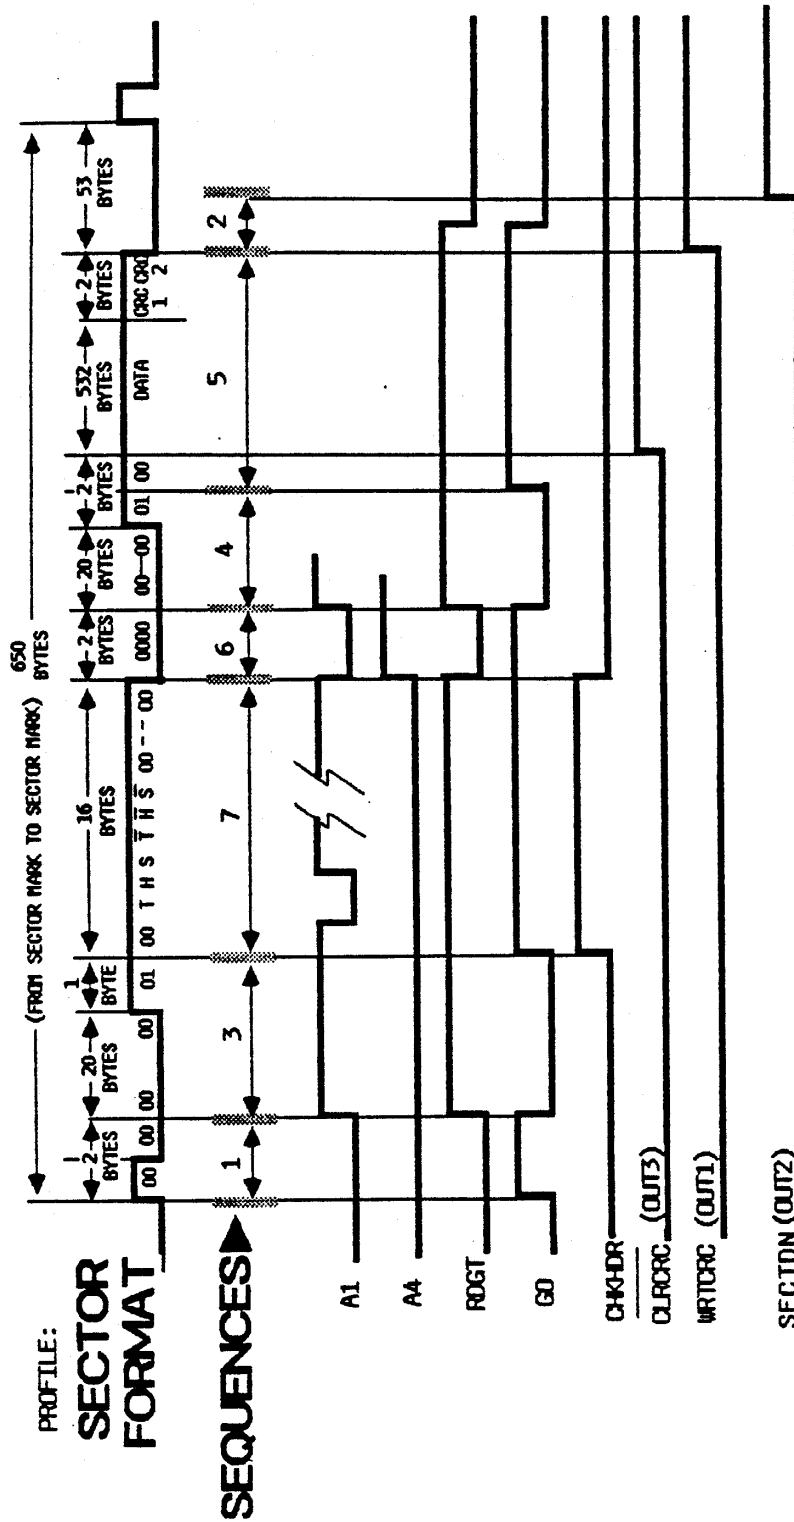 PROFILE:
SECTOR
FORMAT
650
BYTES
(FROM SECTOR MARK TO SECTOR MARK)
2
BYTES
20
BYTES
1
BYTE
16
BYTES
2
BYTES
20
BYTES
2
BYTES
532
BYTES
2
BYTES
53
BYTES
00 00 00 00 01 00 T H S T̅ H̅ S̅ 00 -- 00 0000 00—00 01 00 DATA CRC CRC
1 2
SEQUENCES
1 3 7 6 4 5 2
A1
A4
RDGT
GO
CHKHDR
C̅L̅R̅C̅R̅C̅ (OUT3)
WRTCRC (OUT1)
SECTDN (OUT2)